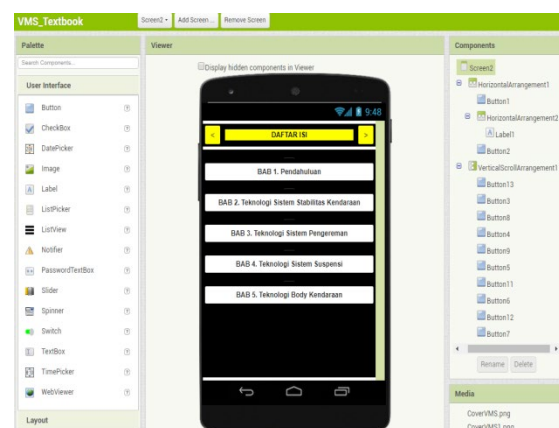 VMS_Textbook
Screen2
Add Screen ...
Remove Screen
Palette
Search Components...
User Interface
Button
CheckBox
DatePicker
Image
Label
ListPicker
ListView
Notifier
PasswordTextBox
Slider
Spinner
Switch
TextBox
TimePicker
WebViewer
Layout
Viewer
Display hidden components in Viewer
9:48
<
DAFTAR ISI
>
BAB 1. Pendahuluan
BAB 2. Teknologi Sistem Stabilitas Kendaraan
BAB 3. Teknologi Sistem Pengereman
BAB 4. Teknologi Sistem Suspensi
BAB 5. Teknologi Body Kendaraan
Components
Screen2
HorizontalArrangement1
Button1
HorizontalArrangement2
Label1
Button2
VerticalScrollArrangement1
Button13
Button3
Button8
Button4
Button9
Button5
Button11
Button6
Button12
Button7
Rename
Delete
Media
CoverVMS.png
CoverVMS1.png